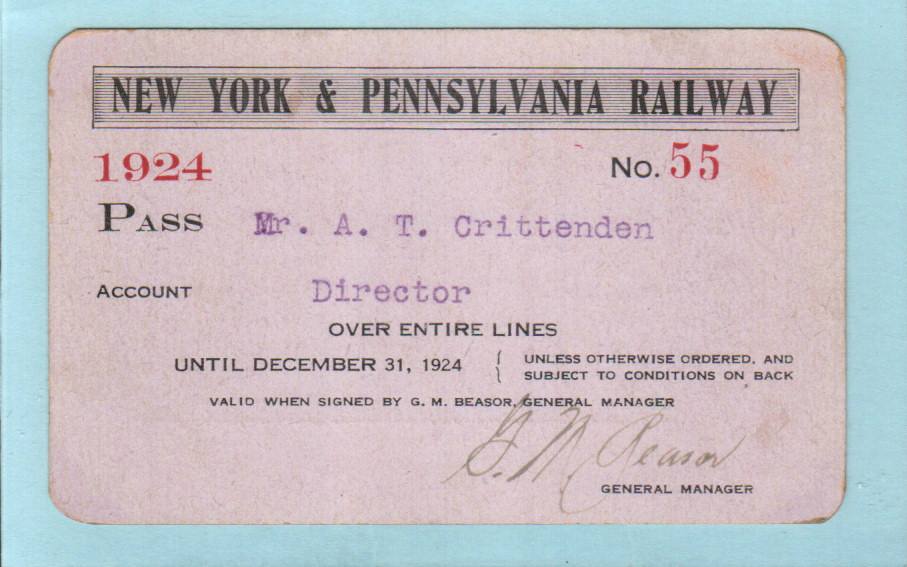 NEW YORK & PENNSYLVANIA RAILWAY
1924 No. 55
PASS Mr. A. T. Crittenden
ACCOUNT Director
OVER ENTIRE LINES
UNTIL DECEMBER 31, 1924 { UNLESS OTHERWISE ORDERED, AND
SUBJECT TO CONDITIONS ON BACK
VALID WHEN SIGNED BY G. M. BEASOR, GENERAL MANAGER
G. M. Beasor
GENERAL MANAGER